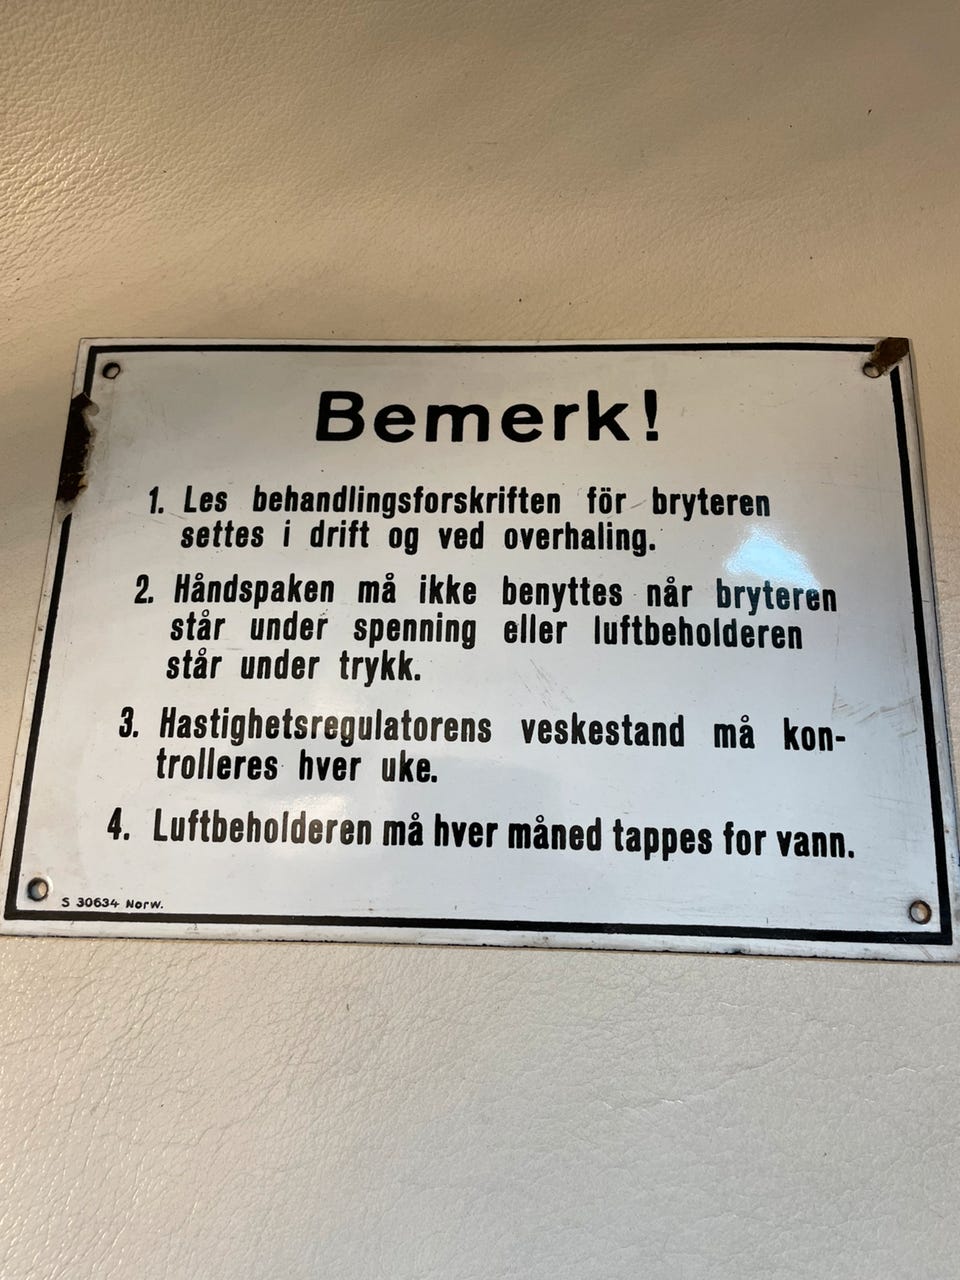 Bemerk!
1. Les behandlingsforskriften för bryteren
settes i drift og ved overhaling.
2. Håndspaken må ikke benyttes når bryteren
står under spenning eller luftbeholderen
står under trykk.
3. Hastighetsregulatorens veskestand må kon-
trolleres hver uke.
4. Luftbeholderen må hver måned tappes for vann.
S 30634 Norw.